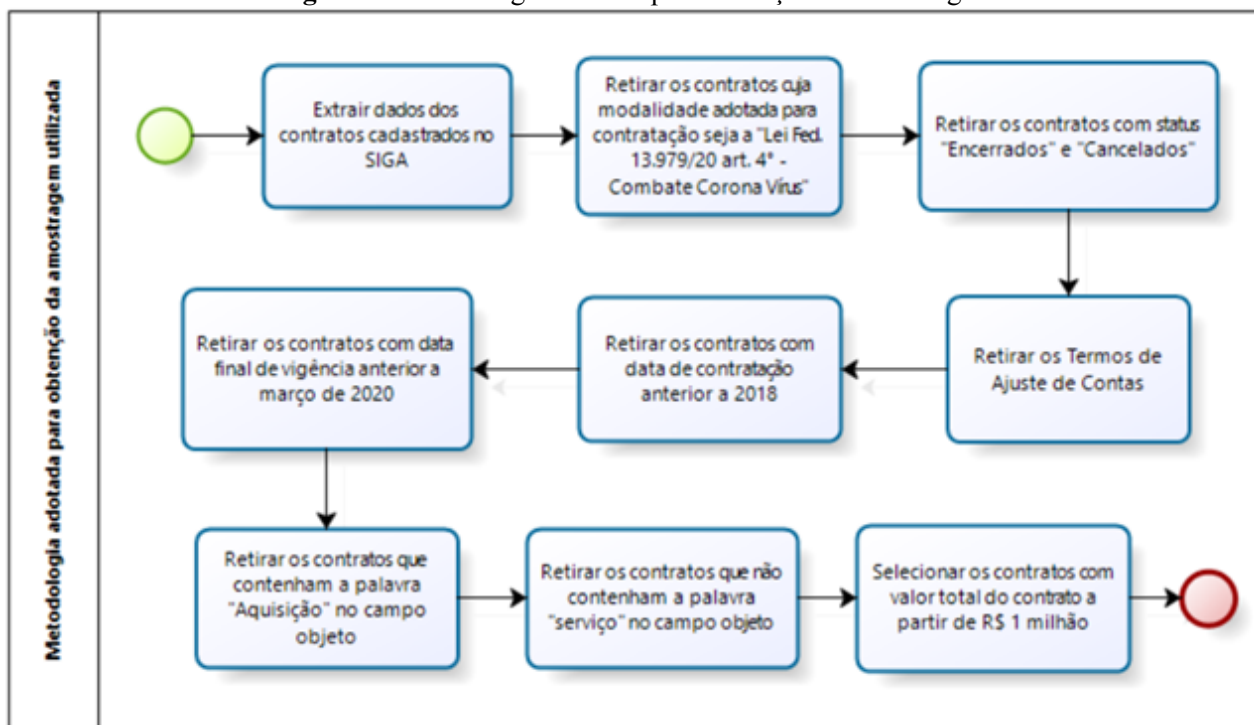 Metodologia adotada para obtenção da amostragem utilizada
Extrair dados dos
contratos cadastrados no
SIGA
Retirar os contratos cuja
modalidade adotada para
contratação seja a "Lei Fed.
13.979/20 art. 4° -
Combate Corona Vírus"
Retirar os contratos com status
"Encerrados" e "Cancelados"
Retirar os Termos de
Ajuste de Contas
Retirar os contratos com
data de contratação
anterior a 2018
Retirar os contratos com data
final de vigência anterior a
março de 2020
Retirar os contratos que
contenham a palavra
"Aquisição" no campo
objeto
Retirar os contratos que não
contenham a palavra
"serviço" no campo objeto
Selecionar os contratos com
valor total do contrato a
partir de R$ 1 milhão